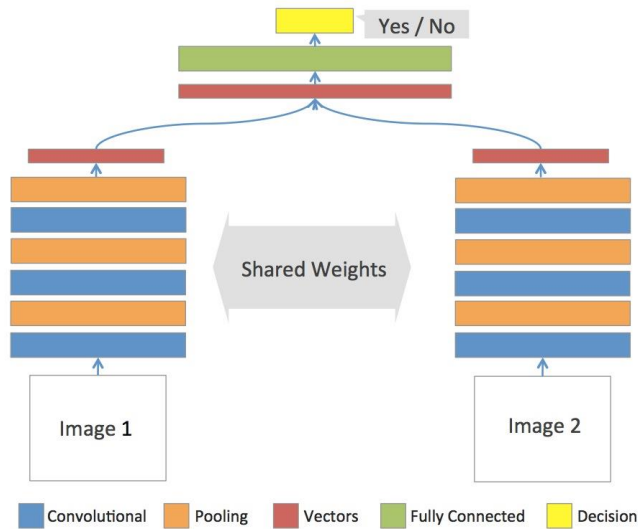 Yes / No
Shared Weights
Image 1
Image 2
Convolutional
Pooling
Vectors
Fully Connected
Decision